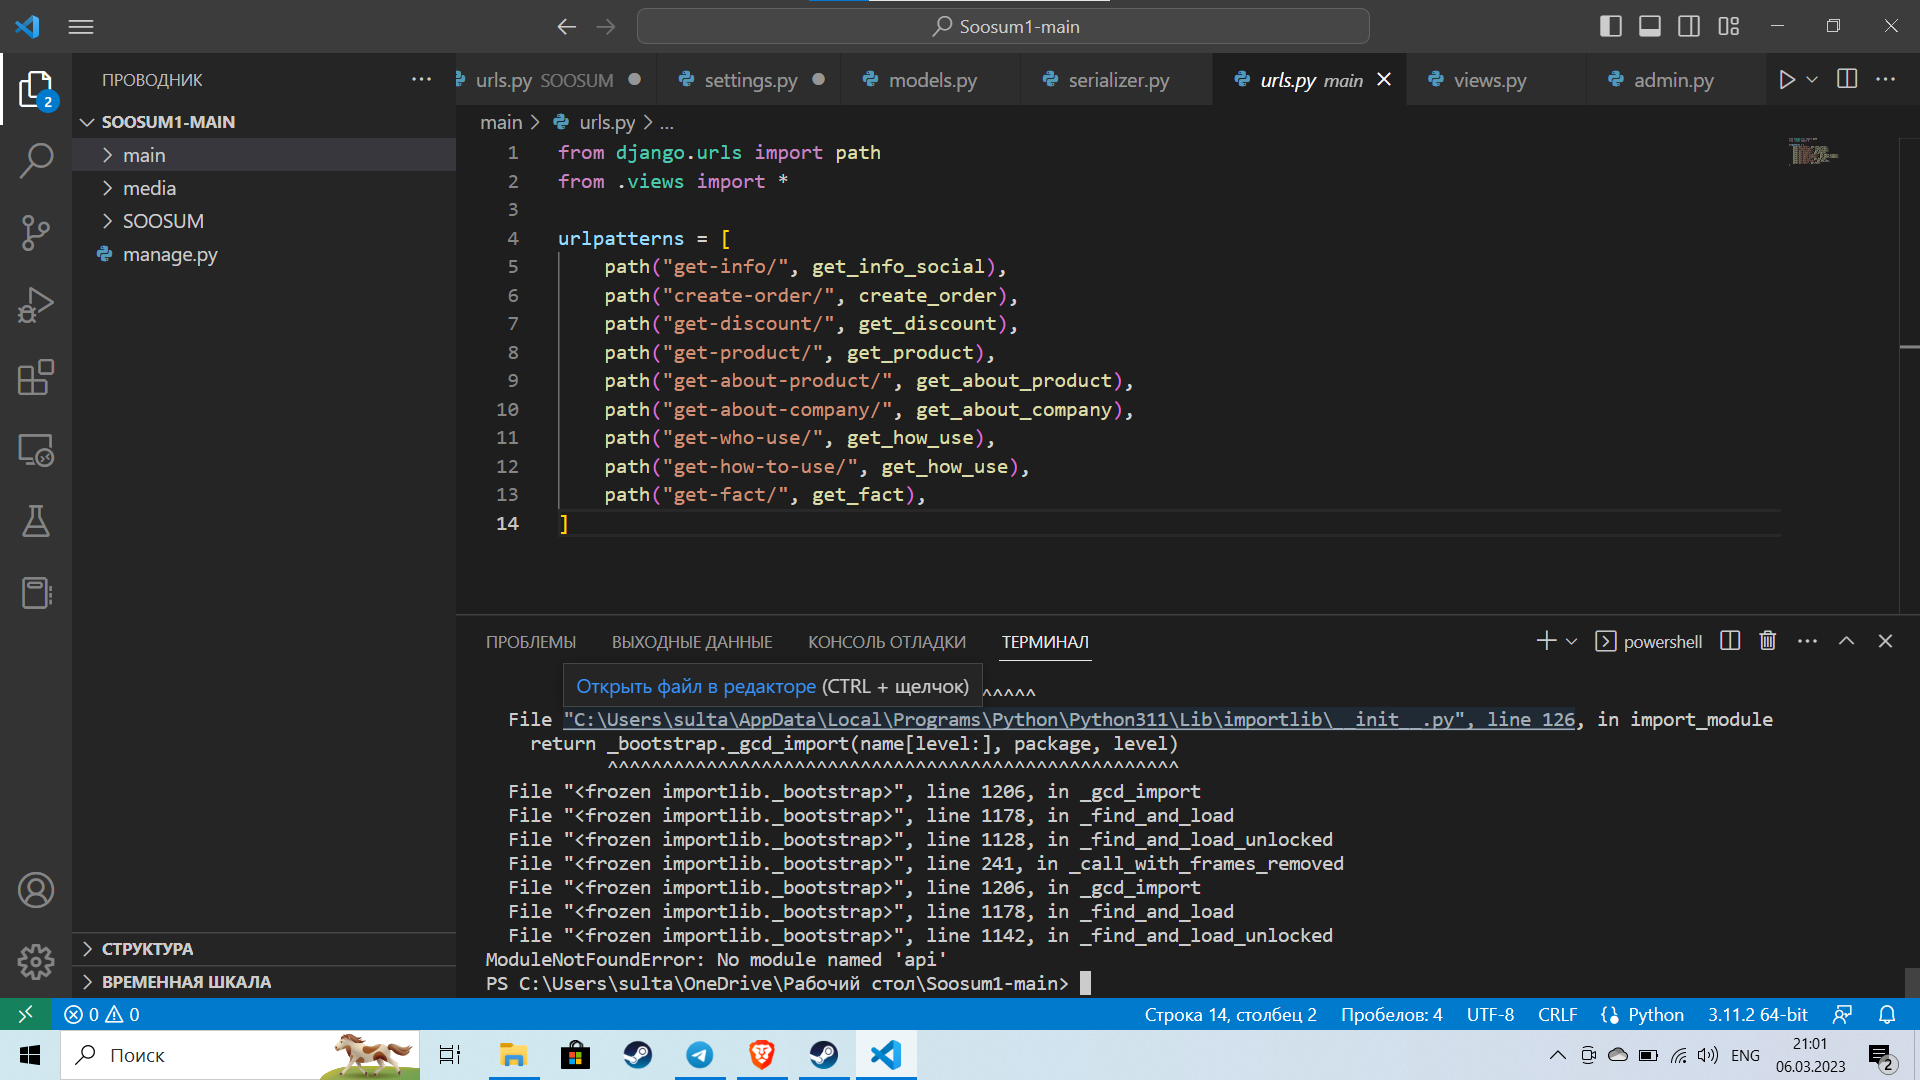 Soosum1-main
ПРОВОДНИК
urls.py SOOSUM
settings.py
models.py
serializer.py
urls.py main
views.py
admin.py
2
SOOSUM1-MAIN
main
media
SOOSUM
manage.py
main > urls.py > ...
1 from django.urls import path
2 from .views import *
3
4 urlpatterns = [
5 path("get-info/", get_info_social),
6 path("create-order/", create_order),
7 path("get-discount/", get_discount),
8 path("get-product/", get_product),
9 path("get-about-product/", get_about_product),
10 path("get-about-company/", get_about_company),
11 path("get-who-use/", get_how_use),
12 path("get-how-to-use/", get_how_use),
13 path("get-fact/", get_fact),
14 ]
ПРОБЛЕМЫ
ВЫХОДНЫЕ ДАННЫЕ
КОНСОЛЬ ОТЛАДКИ
ТЕРМИНАЛ
powershell
Открыть файл в редакторе (CTRL + щелчок)
^^^^^
File "C:\Users\sulta\AppData\Local\Programs\Python\Python311\Lib\importlib\__init__.py", line 126, in import_module
return _bootstrap._gcd_import(name[level:], package, level)
^^^^^^^^^^^^^^^^^^^^^^^^^^^^^^^^^^^^^^^^^^^^^^^^^^^^
File "<frozen importlib._bootstrap>", line 1206, in _gcd_import
File "<frozen importlib._bootstrap>", line 1178, in _find_and_load
File "<frozen importlib._bootstrap>", line 1128, in _find_and_load_unlocked
File "<frozen importlib._bootstrap>", line 241, in _call_with_frames_removed
File "<frozen importlib._bootstrap>", line 1206, in _gcd_import
File "<frozen importlib._bootstrap>", line 1178, in _find_and_load
File "<frozen importlib._bootstrap>", line 1142, in _find_and_load_unlocked
ModuleNotFoundError: No module named 'api'
PS C:\Users\sulta\OneDrive\Рабочий стол\Soosum1-main>
СТРУКТУРА
ВРЕМЕННАЯ ШКАЛА
0 0
Строка 14, столбец 2
Пробелов: 4
UTF-8
CRLF
Python
3.11.2 64-bit
Поиск
ENG
21:01
06.03.2023
2